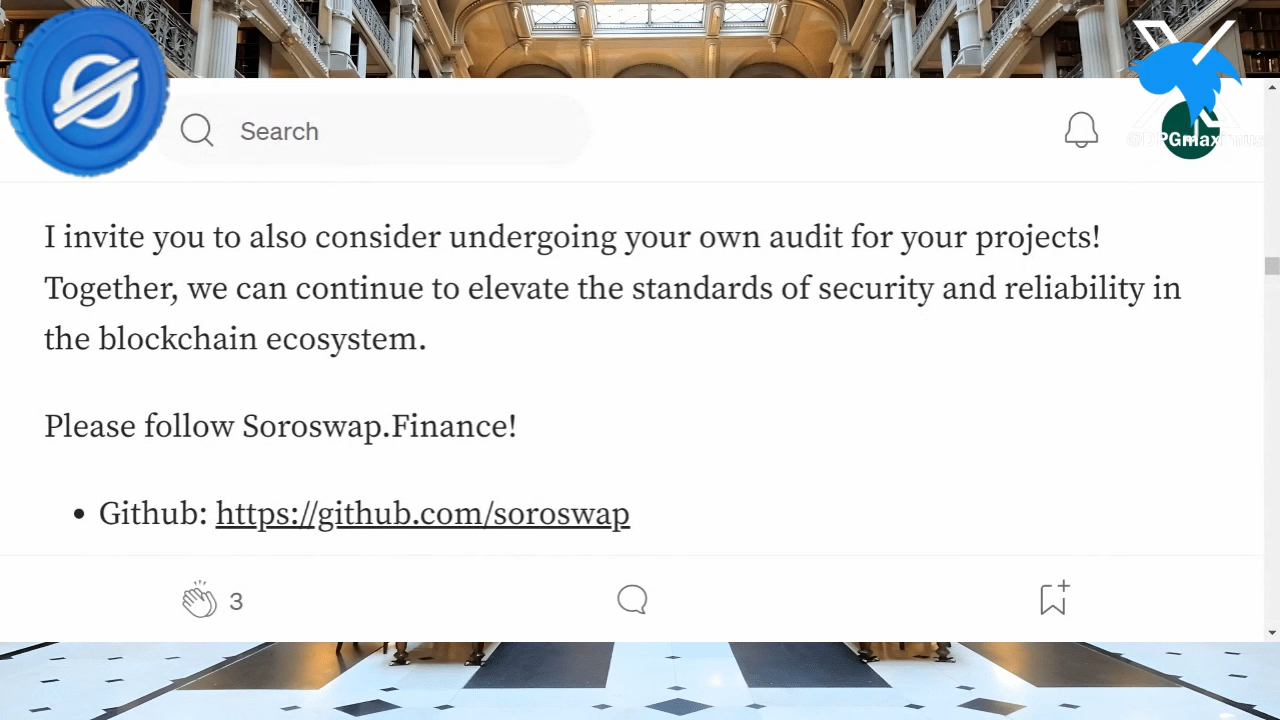 Search
@DPGmaximus
I invite you to also consider undergoing your own audit for your projects!
Together, we can continue to elevate the standards of security and reliability in
the blockchain ecosystem.
Please follow Soroswap.Finance!
• Github: https://github.com/soroswap
3